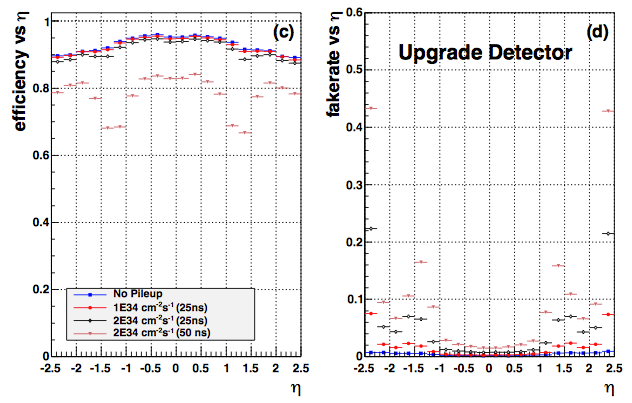 efficiency vs η
(c)
1
0.8
0.6
0.4
0.2
0
No Pileup
1E34 cm⁻²s⁻¹ (25ns)
2E34 cm⁻²s⁻¹ (25ns)
2E34 cm⁻²s⁻¹ (50 ns)
-2.5 -2 -1.5 -1 -0.5 0 0.5 1 1.5 2 2.5
η
fakerate vs η
(d)
Upgrade Detector
0.6
0.5
0.4
0.3
0.2
0.1
0
-2.5 -2 -1.5 -1 -0.5 0 0.5 1 1.5 2 2.5
η